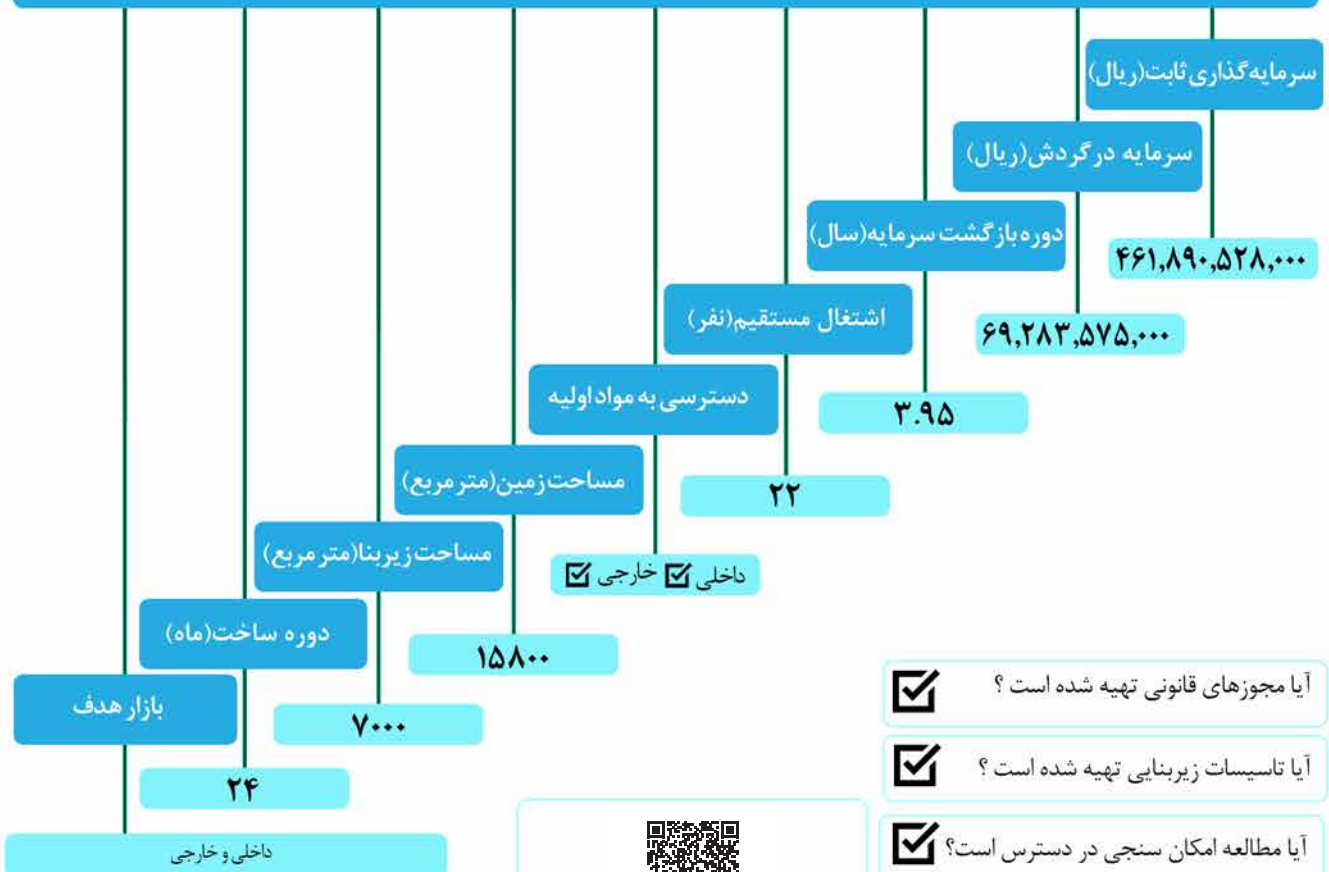 سرمایه‌گذاری ثابت(ریال)
۴۶۱,۸۹۰,۵۲۸,۰۰۰
سرمایه در گردش(ریال)
۶۹,۲۸۳,۵۷۵,۰۰۰
دوره بازگشت سرمایه(سال)
۳.۹۵
اشتغال مستقیم(نفر)
۲۲
دسترسی به مواد اولیه
داخلی ☑ خارجی ☑
مساحت زمین(متر مربع)
۱۵۸۰۰
مساحت زیربنا(متر مربع)
۷۰۰۰
دوره ساخت(ماه)
۲۴
بازار هدف
داخلی و خارجی
آیا مجوزهای قانونی تهیه شده است ؟ ☑
آیا تاسیسات زیربنایی تهیه شده است ؟ ☑
آیا مطالعه امکان سنجی در دسترس است؟ ☑